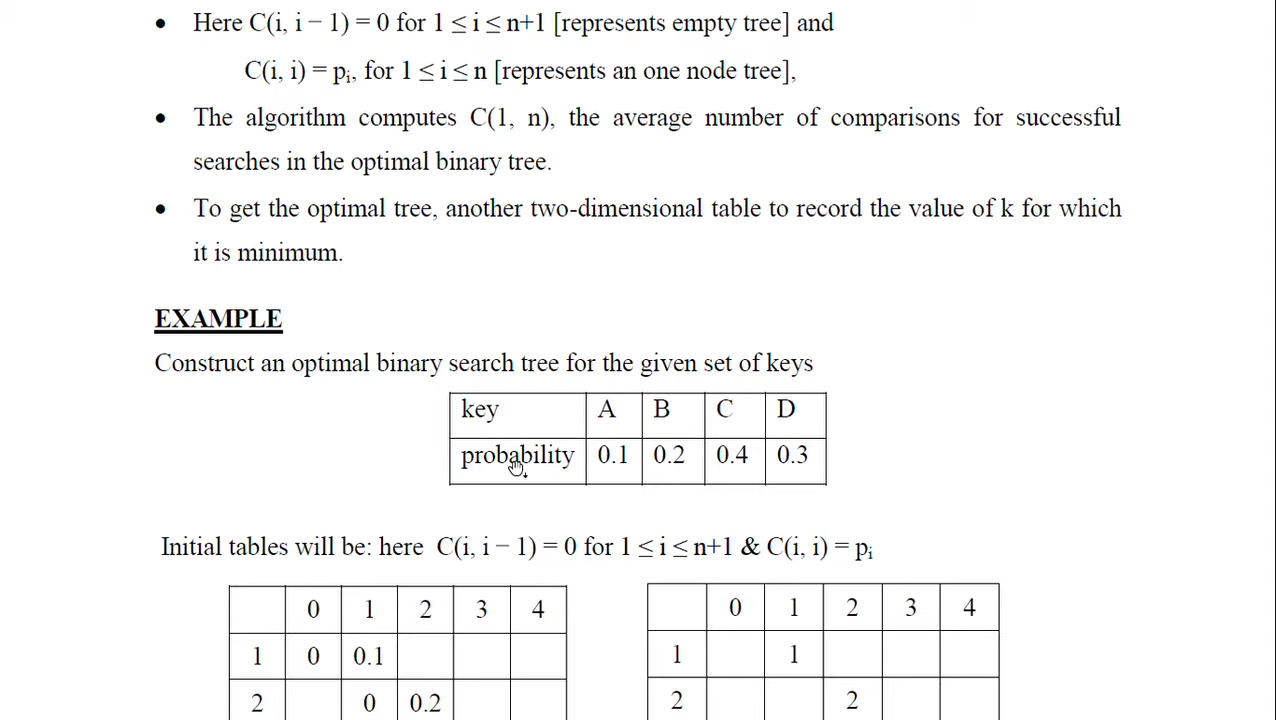 • Here C(i, i − 1) = 0 for 1 ≤ i ≤ n+1 [represents empty tree] and
C(i, i) = pᵢ, for 1 ≤ i ≤ n [represents an one node tree],
• The algorithm computes C(1, n), the average number of comparisons for successful
searches in the optimal binary tree.
• To get the optimal tree, another two-dimensional table to record the value of k for which
it is minimum.
EXAMPLE
Construct an optimal binary search tree for the given set of keys
key A B C D
probability 0.1 0.2 0.4 0.3
Initial tables will be: here C(i, i − 1) = 0 for 1 ≤ i ≤ n+1 & C(i, i) = pᵢ
0 1 2 3 4
1 0 0.1
2 0 0.2
0 1 2 3 4
1 1
2 2